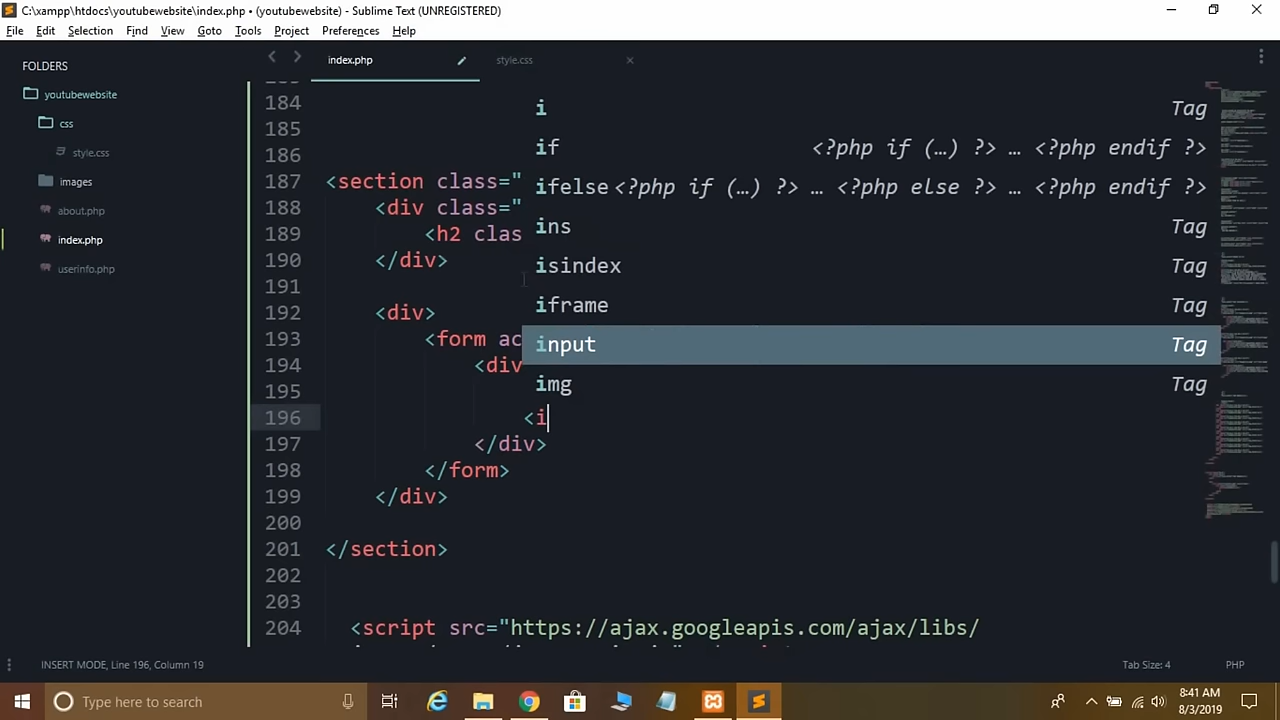 C:\xampp\htdocs\youtubewebsite\index.php • (youtubewebsite) - Sublime Text (UNREGISTERED)
File Edit Selection Find View Goto Tools Project Preferences Help
FOLDERS
youtubewebsite
css
style.css
images
about.php
index.php
userinfo.php
index.php style.css
184
185
186
187 <section class="
188 <div class="
189 <h2 clas
190 </div>
191
192 <div>
193 <form ac
194 <div
195
196 <i
197 </div>
198 </form>
199 </div>
200
201 </section>
202
203
204 <script src="https://ajax.googleapis.com/ajax/libs/
i Tag
if <?php if (…) ?> … <?php endif ?>
ifelse <?php if (…) ?> … <?php else ?> … <?php endif ?>
ins Tag
isindex Tag
iframe Tag
input Tag
img Tag
INSERT MODE, Line 196, Column 19 Tab Size: 4 PHP
Type here to search
8:41 AM
8/3/2019